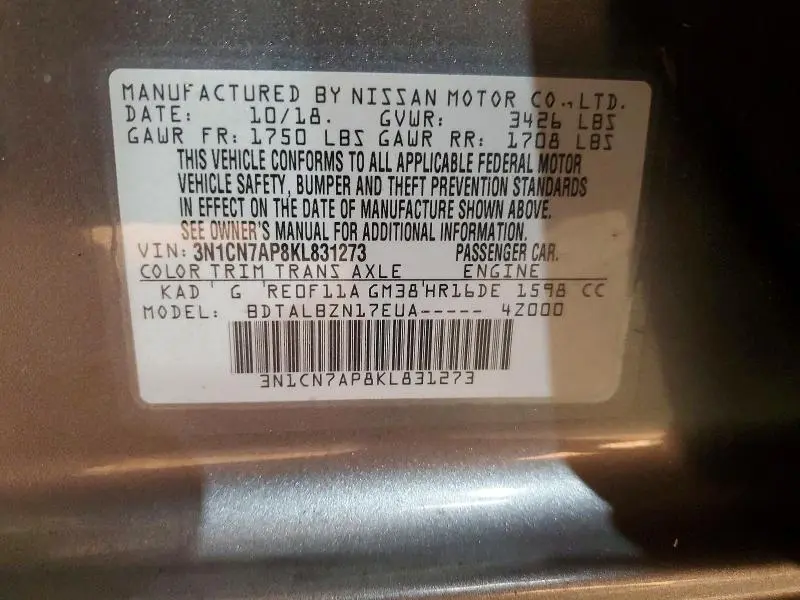 MANUFACTURED BY NISSAN MOTOR CO.,LTD.
DATE: 10/18. GVWR: 3426 LBS
GAWR FR: 1750 LBS GAWR RR: 1708 LBS
THIS VEHICLE CONFORMS TO ALL APPLICABLE FEDERAL MOTOR
VEHICLE SAFETY, BUMPER AND THEFT PREVENTION STANDARDS
IN EFFECT ON THE DATE OF MANUFACTURE SHOWN ABOVE.
SEE OWNER'S MANUAL FOR ADDITIONAL INFORMATION.
VIN: 3N1CN7AP8KL831273 PASSENGER CAR.
COLOR TRIM TRANS AXLE ENGINE
KAD ' G 'RE0F11A GM38'HR16DE 1598 CC
MODEL: BDTALBZN17EUA----- 4Z000
3N1CN7AP8KL831273